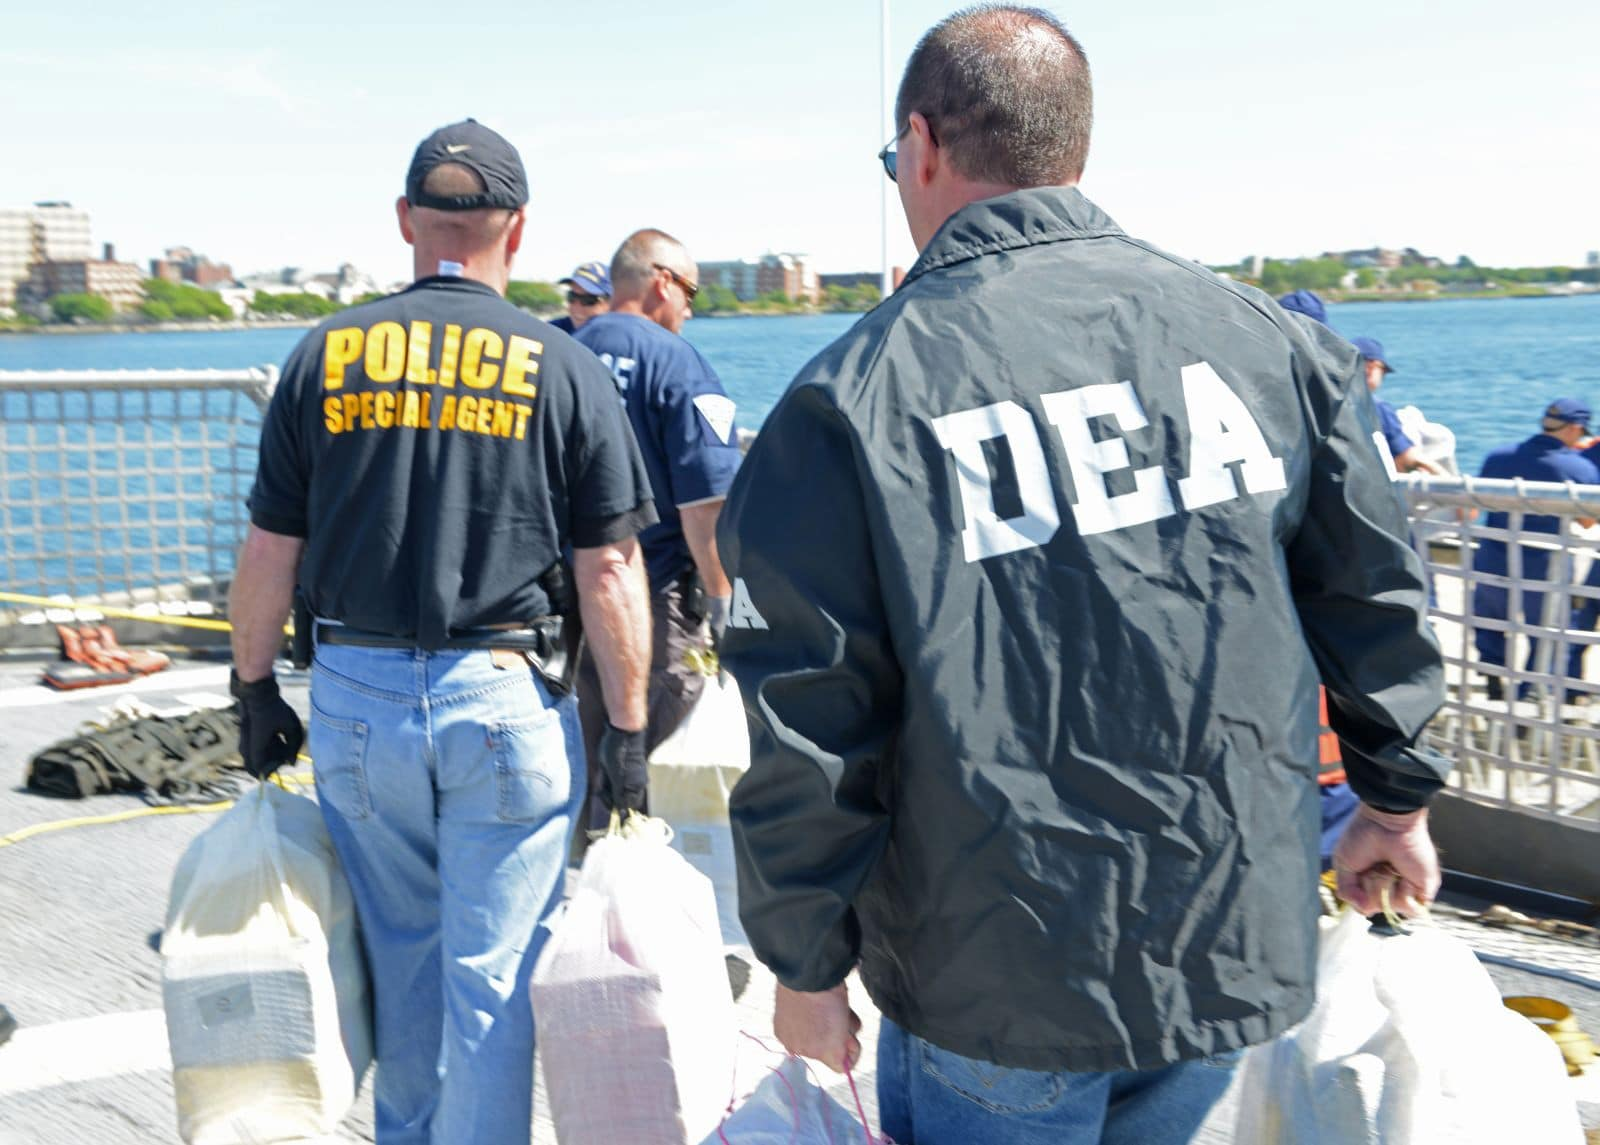 POLICE
SPECIAL AGENT
DEA
A